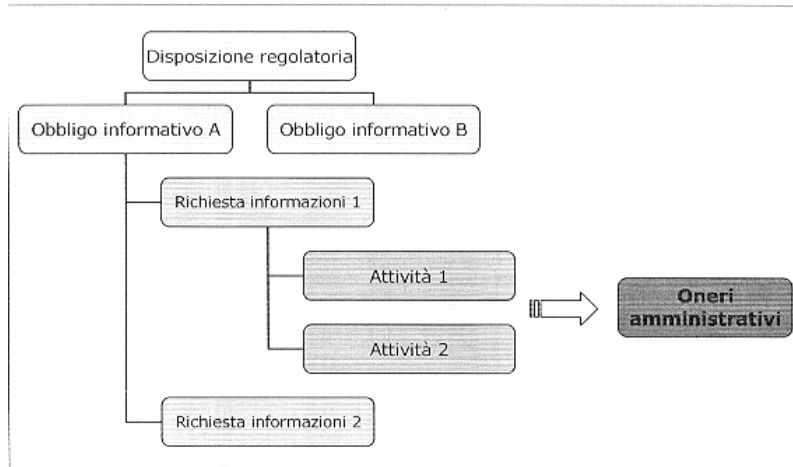 Disposizione regolatoria
Obbligo informativo A
Obbligo informativo B
Richiesta informazioni 1
Attività 1
Attività 2
Oneri
amministrativi
Richiesta informazioni 2